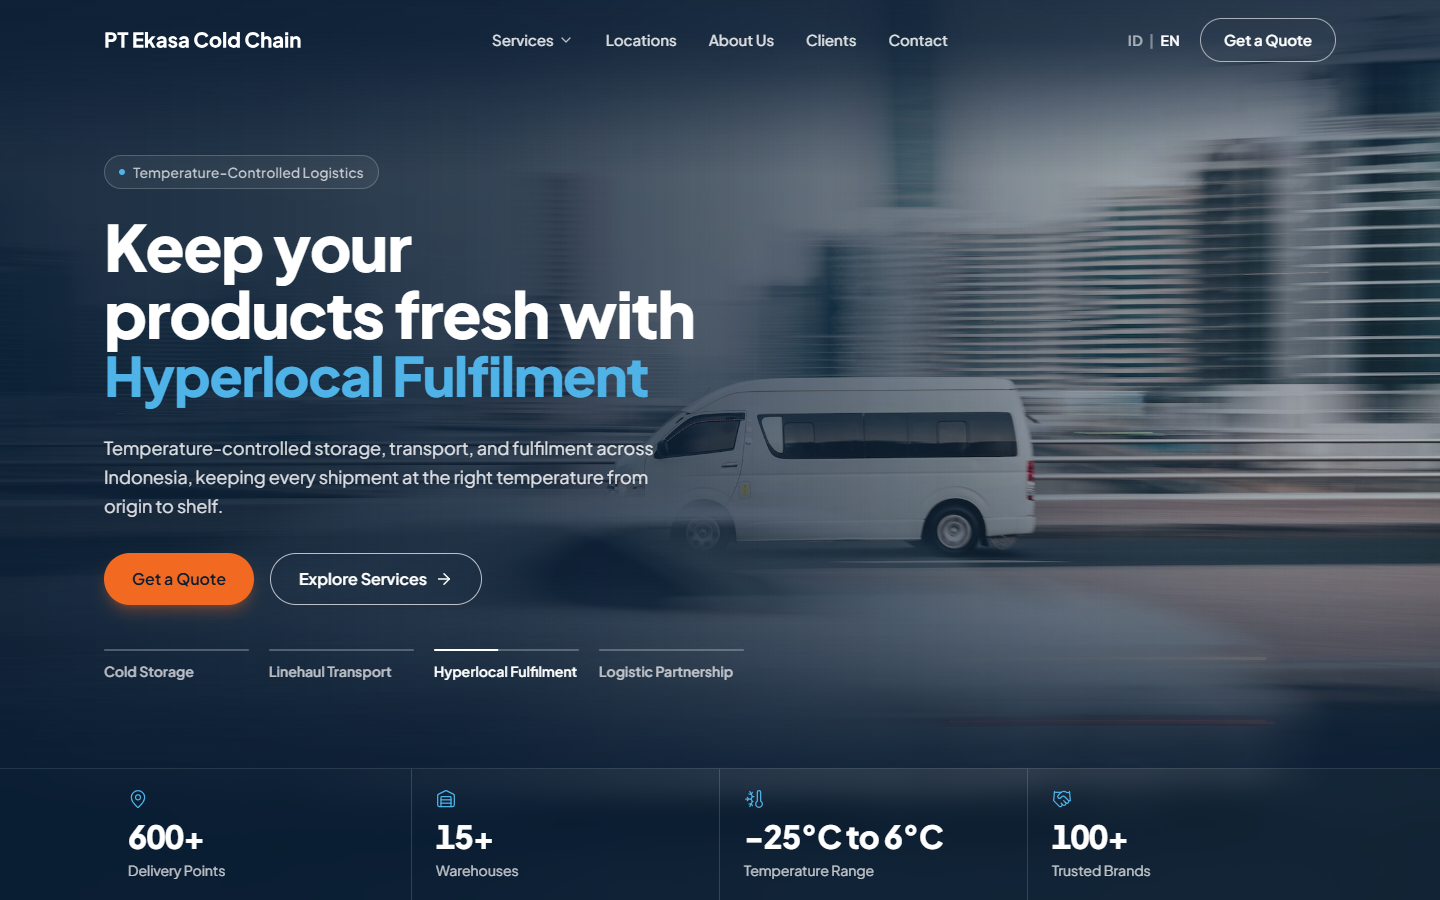 PT Ekasa Cold Chain
Services
Locations
About Us
Clients
Contact
ID | EN
Get a Quote
Temperature-Controlled Logistics
Keep your
products fresh with
Hyperlocal Fulfilment
Temperature-controlled storage, transport, and fulfilment across
Indonesia, keeping every shipment at the right temperature from
origin to shelf.
Get a Quote
Explore Services →
Cold Storage
Linehaul Transport
Hyperlocal Fulfilment
Logistic Partnership
600+
Delivery Points
15+
Warehouses
-25°C to 6°C
Temperature Range
100+
Trusted Brands